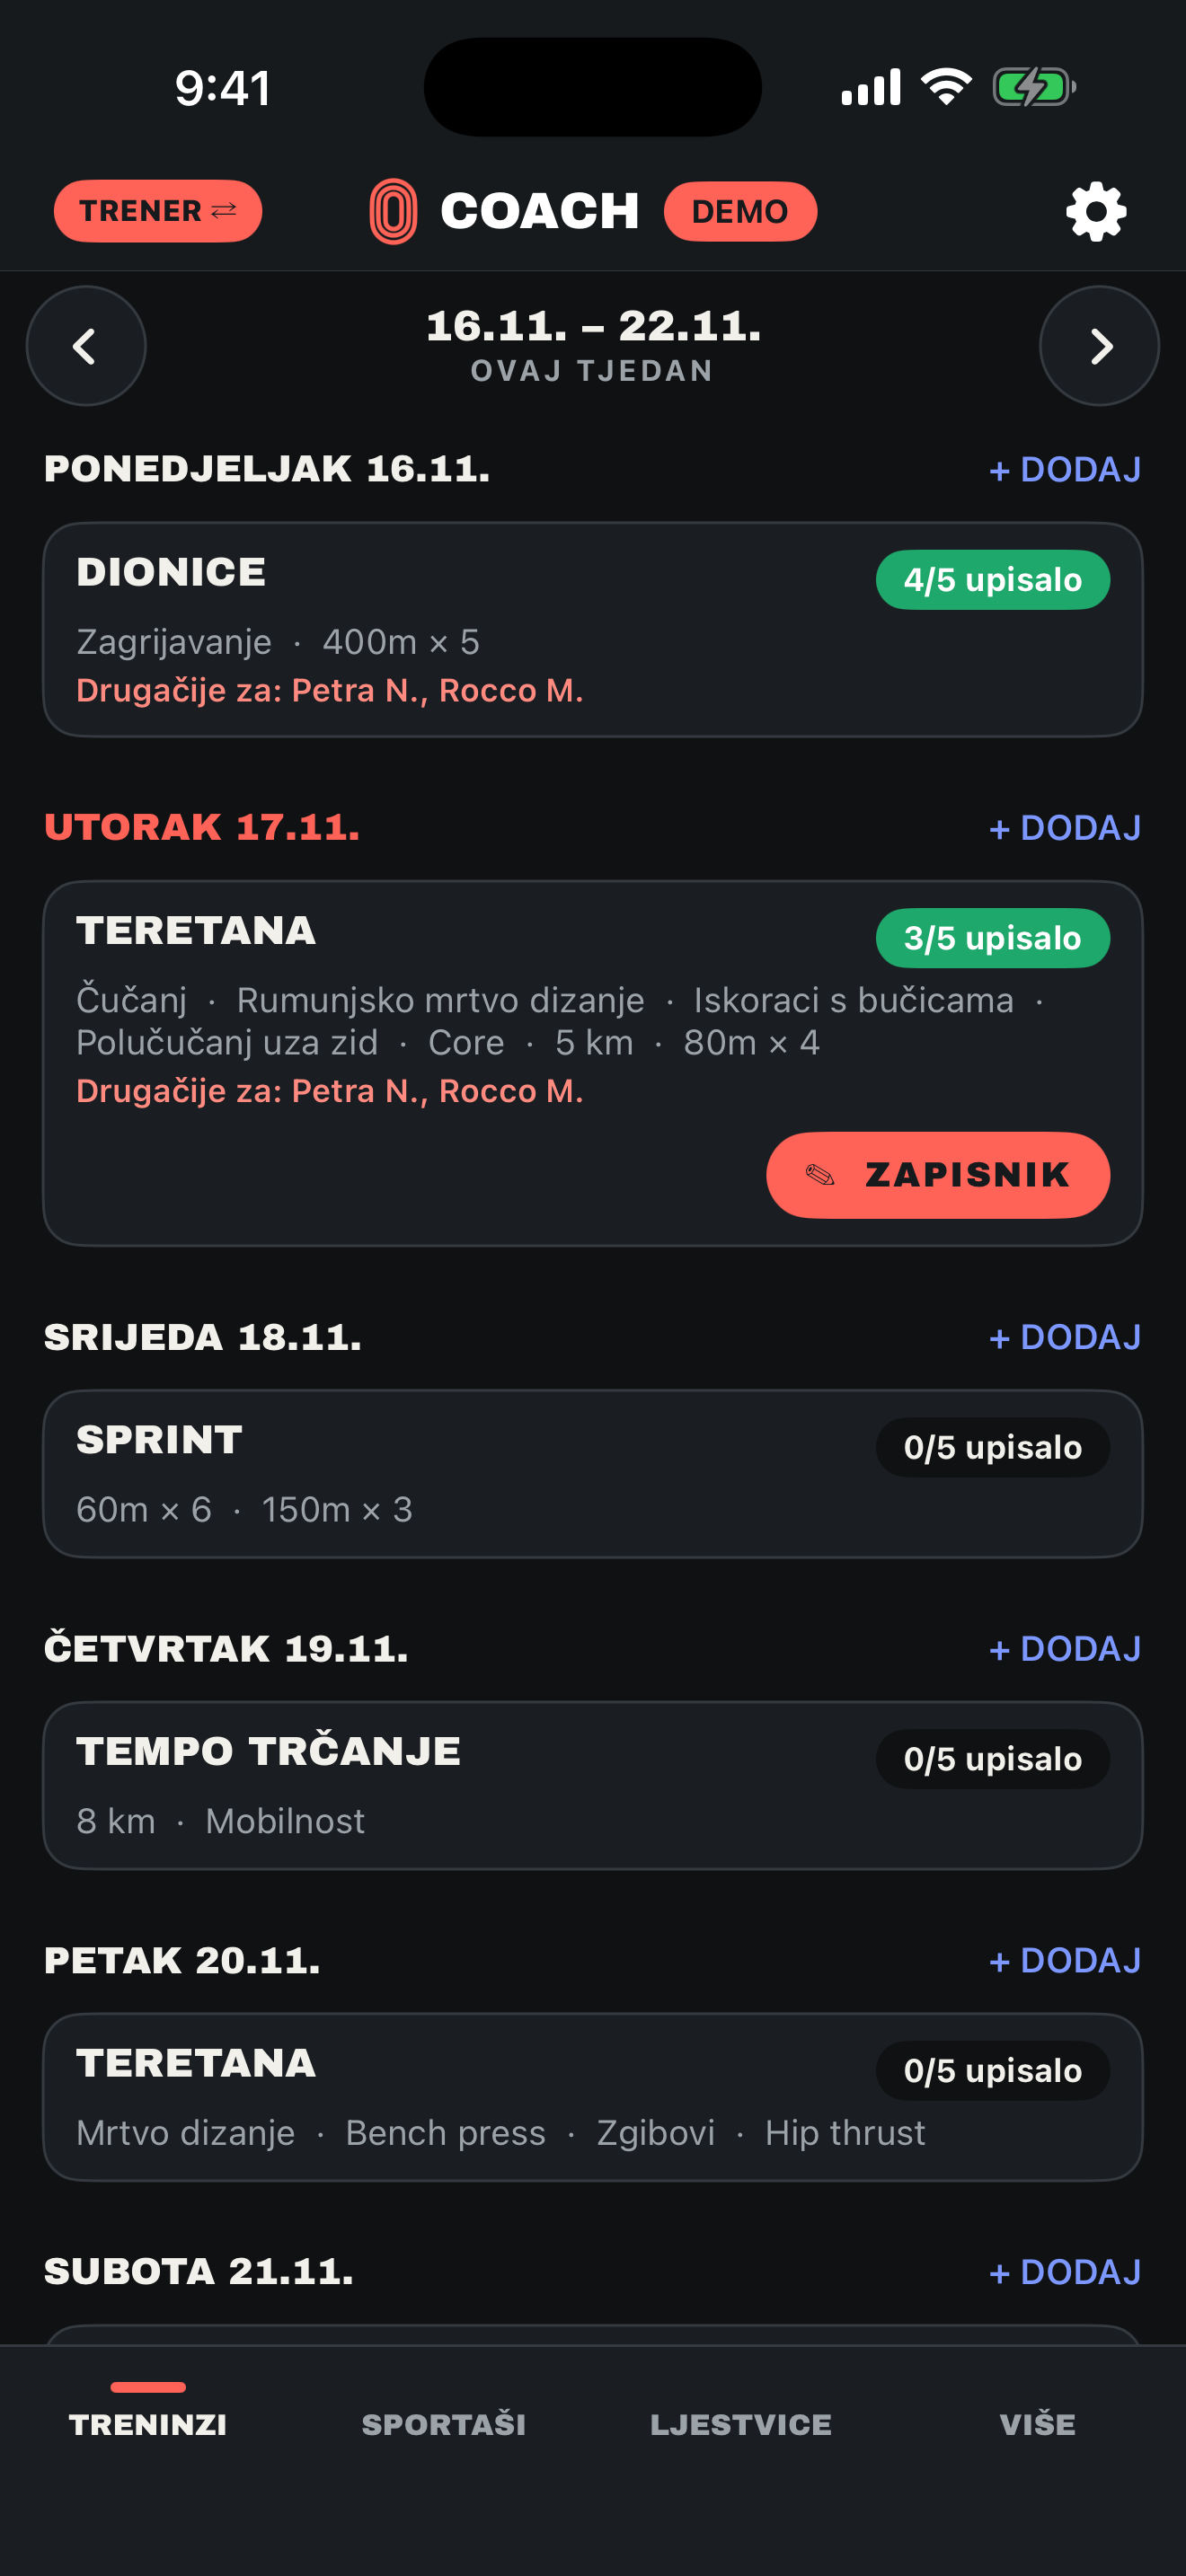 9:41
TRENER ⇄
COACH
DEMO
16.11. – 22.11.
OVAJ TJEDAN
PONEDJELJAK 16.11.
+ DODAJ
DIONICE
4/5 upisalo
Zagrijavanje · 400m × 5
Drugačije za: Petra N., Rocco M.
UTORAK 17.11.
+ DODAJ
TERETANA
3/5 upisalo
Čučanj · Rumunjsko mrtvo dizanje · Iskoraci s bučicama ·
Polučučanj uza zid · Core · 5 km · 80m × 4
Drugačije za: Petra N., Rocco M.
✎ ZAPISNIK
SRIJEDA 18.11.
+ DODAJ
SPRINT
0/5 upisalo
60m × 6 · 150m × 3
ČETVRTAK 19.11.
+ DODAJ
TEMPO TRČANJE
0/5 upisalo
8 km · Mobilnost
PETAK 20.11.
+ DODAJ
TERETANA
0/5 upisalo
Mrtvo dizanje · Bench press · Zgibovi · Hip thrust
SUBOTA 21.11.
+ DODAJ
TRENINZI
SPORTAŠI
LJESTVICE
VIŠE